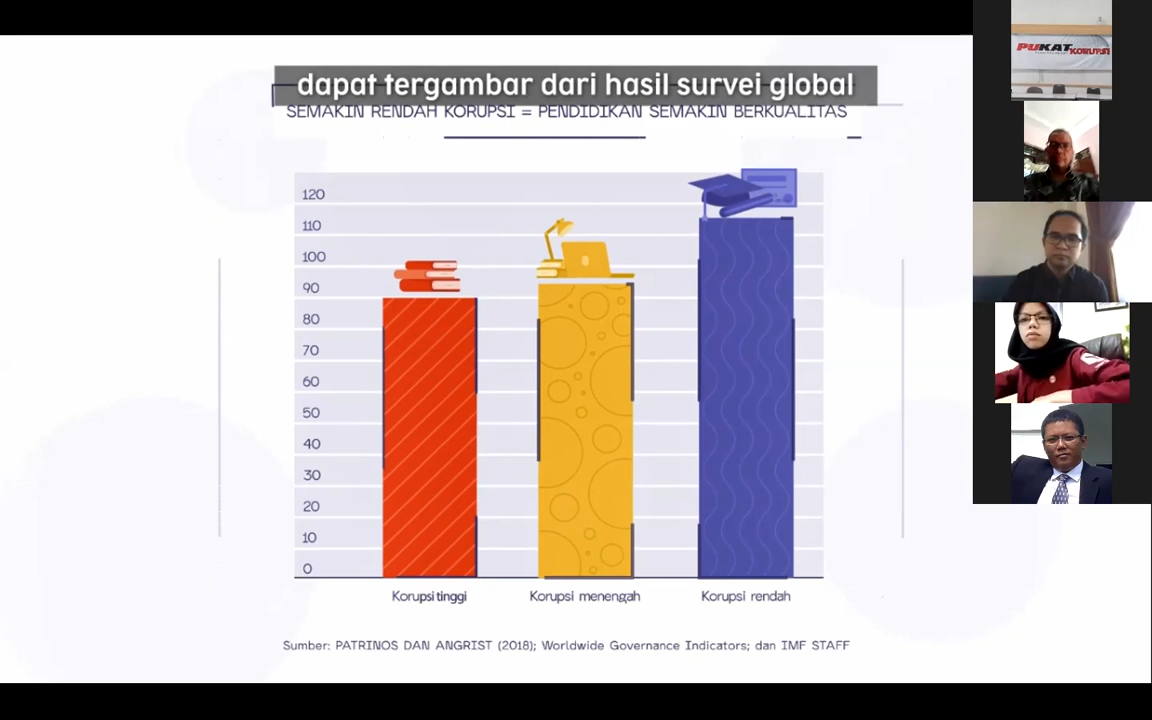 dapat tergambar dari hasil survei global
SEMAKIN RENDAH KORUPSI = PENDIDIKAN SEMAKIN BERKUALITAS
120
110
100
90
80
70
60
50
40
30
20
10
0
Korupsi tinggi
Korupsi menengah
Korupsi rendah
Sumber: PATRINOS DAN ANGRIST (2018); Worldwide Governance Indicators; dan IMF STAFF
PUKAT
KORUPSI